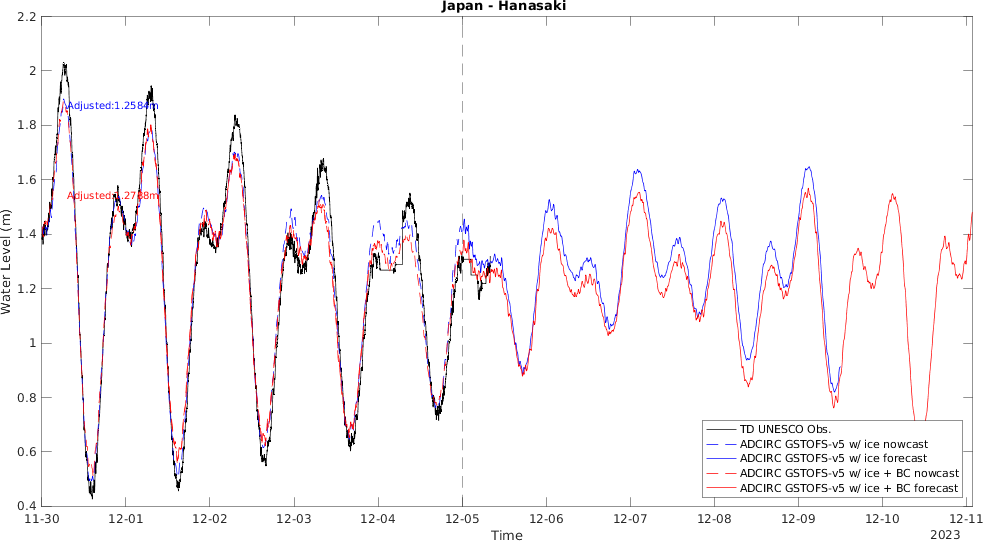 Japan - Hanasaki
2.2
2
1.8
1.6
1.4
1.2
1
0.8
0.6
0.4
Water Level (m)
Adjusted:1.2584m
Adjusted:1.2788m
11-30
12-01
12-02
12-03
12-04
12-05
12-06
12-07
12-08
12-09
12-10
12-11
Time
2023
TD UNESCO Obs.
ADCIRC GSTOFS-v5 w/ ice nowcast
ADCIRC GSTOFS-v5 w/ ice forecast
ADCIRC GSTOFS-v5 w/ ice + BC nowcast
ADCIRC GSTOFS-v5 w/ ice + BC forecast